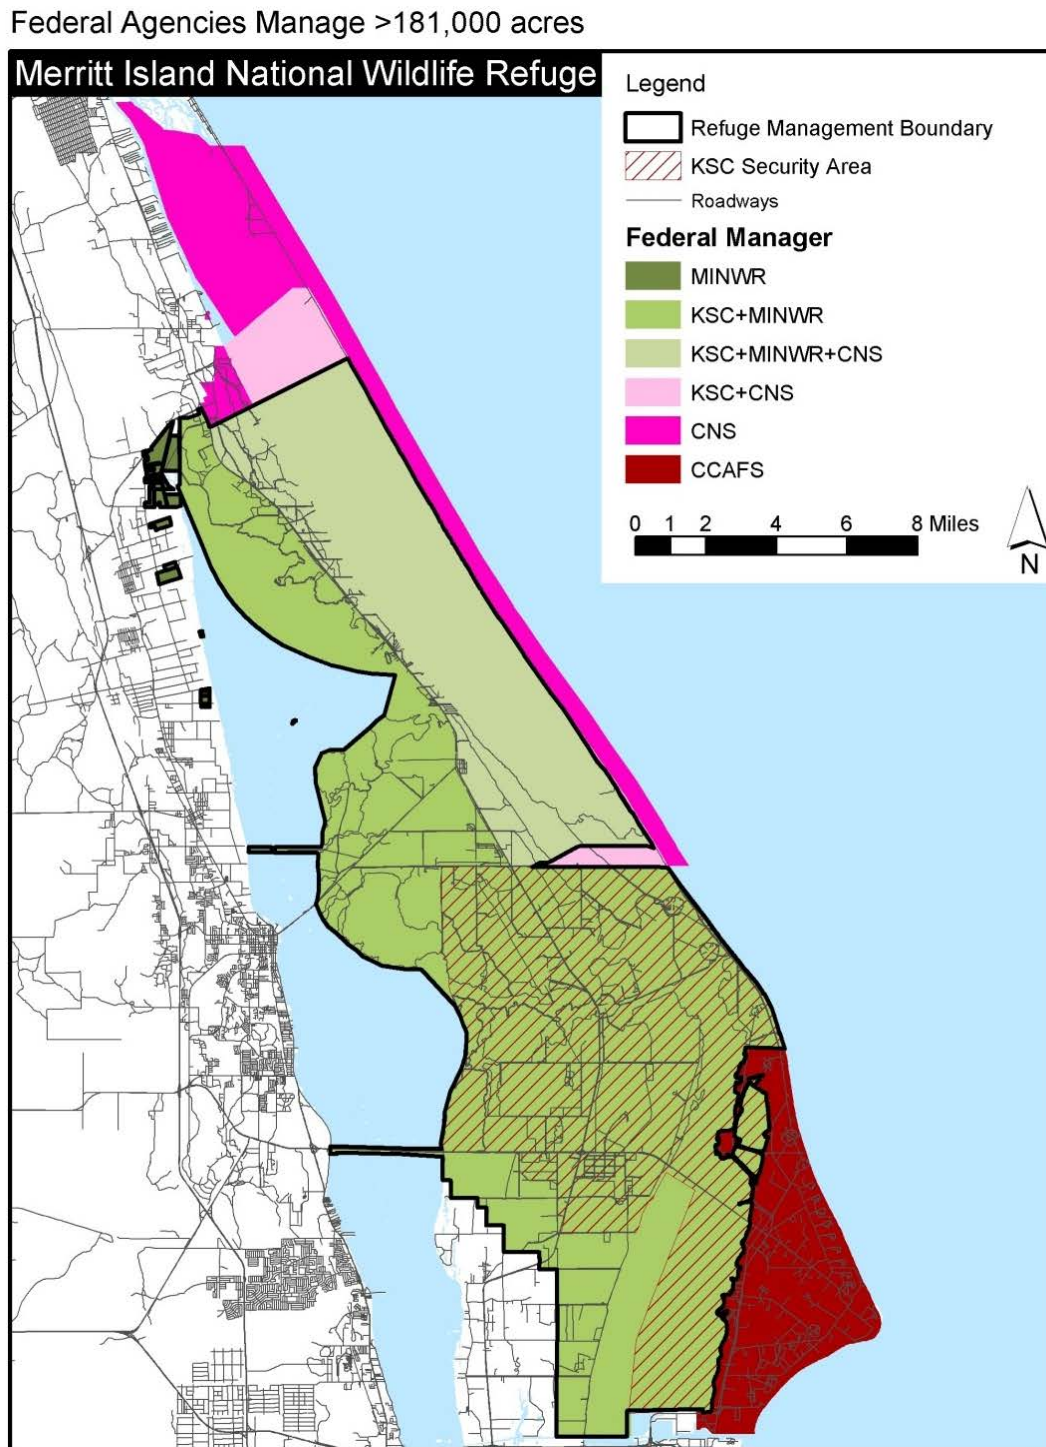 Federal Agencies Manage >181,000 acres
Merritt Island National Wildlife Refuge
Legend
Refuge Management Boundary
KSC Security Area
Roadways
Federal Manager
MINWR
KSC+MINWR
KSC+MINWR+CNS
KSC+CNS
CNS
CCAFS
0 1 2 4 6 8 Miles
N